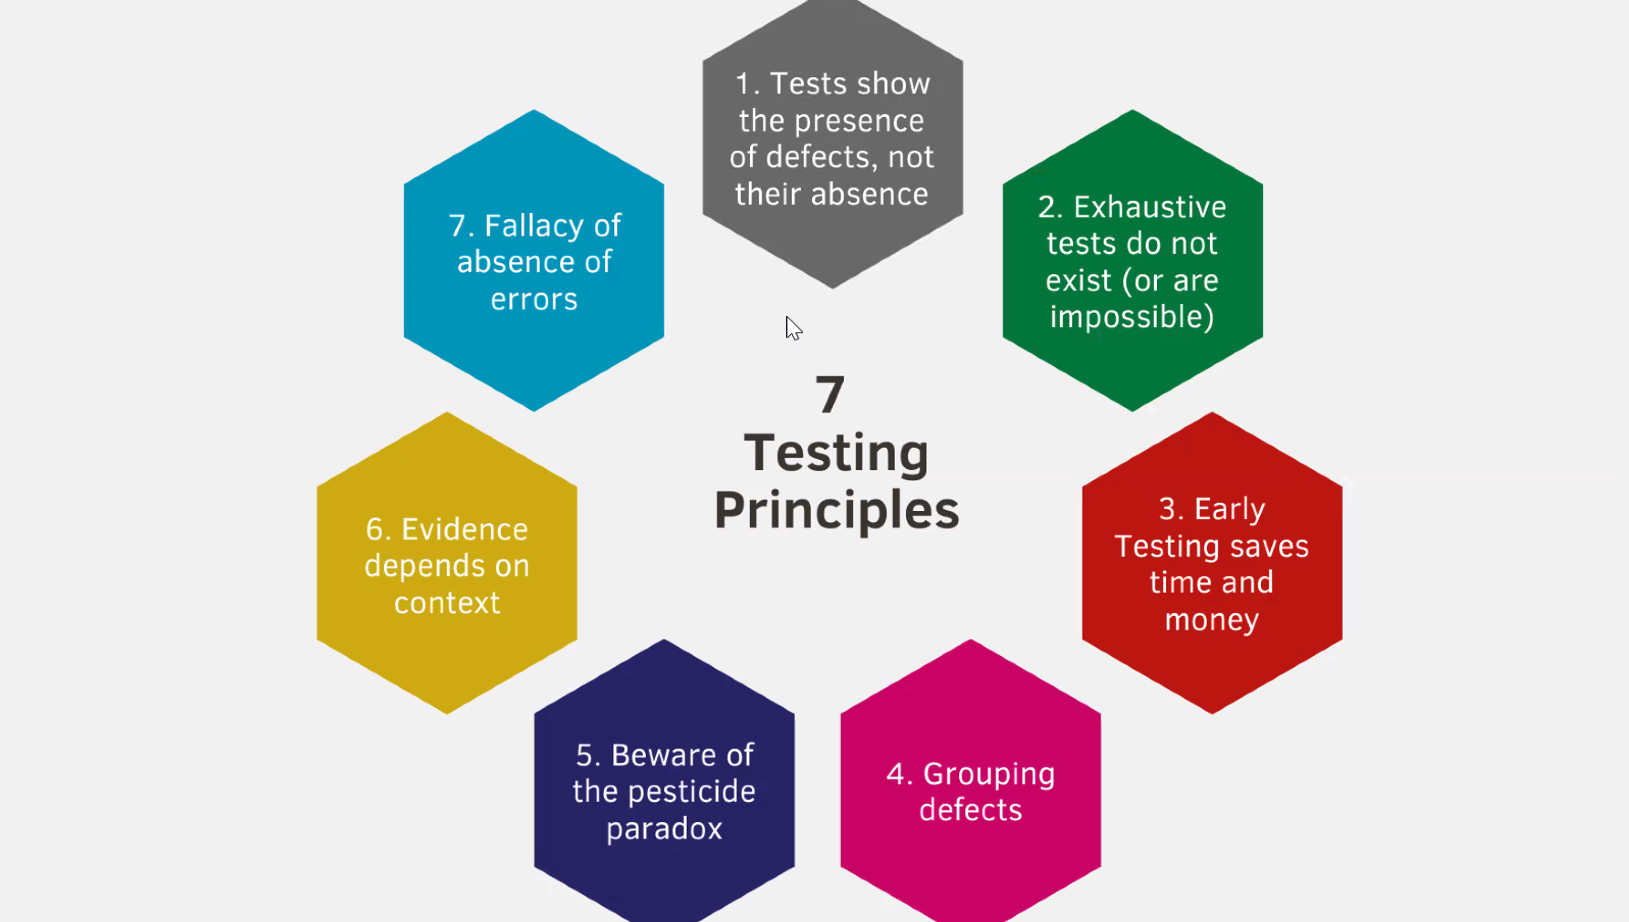 1. Tests show
the presence
of defects, not
their absence
2. Exhaustive
tests do not
exist (or are
impossible)
3. Early
Testing saves
time and
money
4. Grouping
defects
5. Beware of
the pesticide
paradox
6. Evidence
depends on
context
7. Fallacy of
absence of
errors
7
Testing
Principles